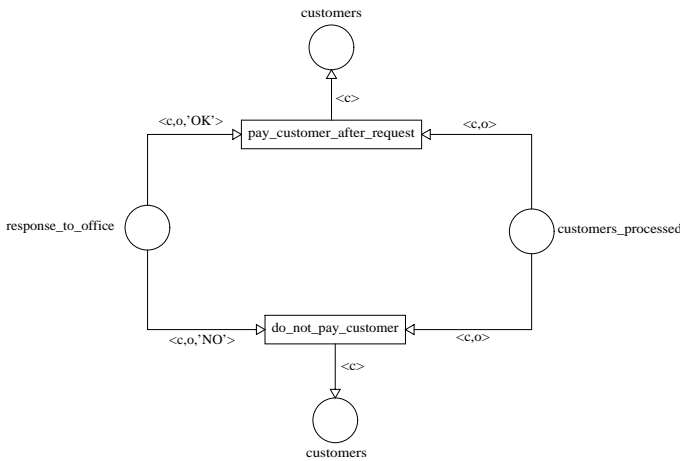 customers
<c>
<c,o,’OK’>
<c,o>
pay_customer_after_request
response_to_office
customers_processed
do_not_pay_customer
<c,o,’NO’>
<c,o>
<c>
customers